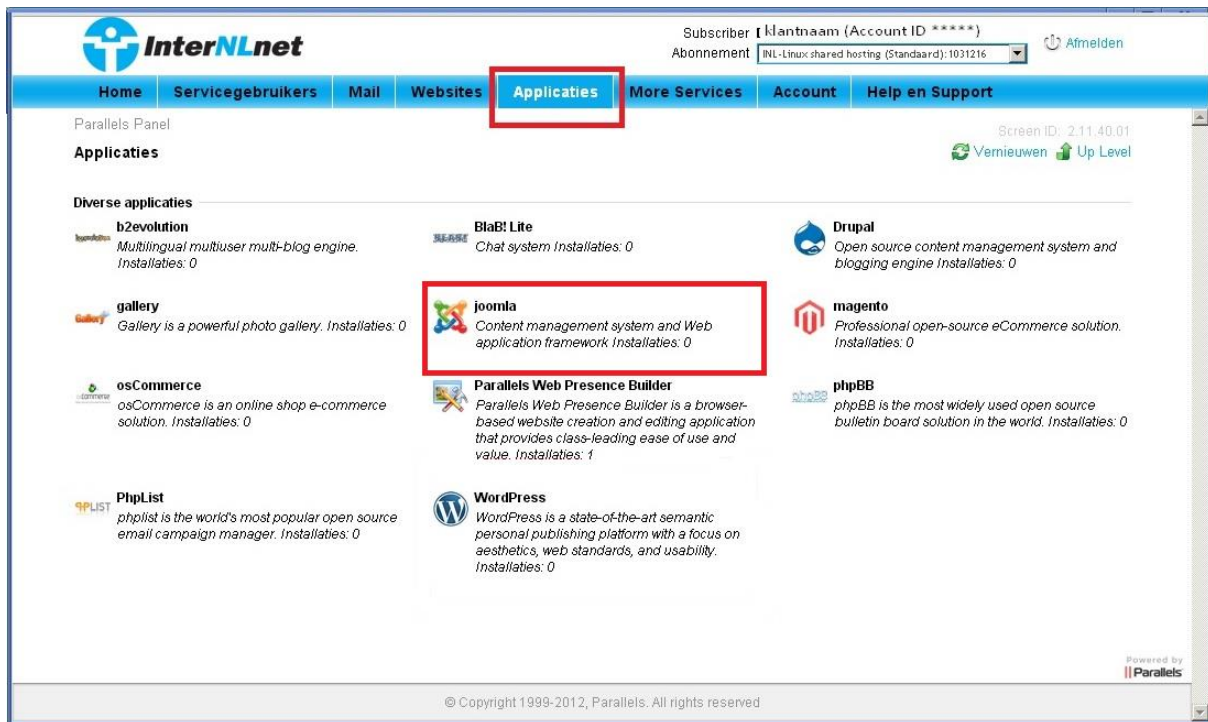 InterNLnet
Subscriber [ klantnaam (Account ID *****)
Abonnement INL-Linux shared hosting (Standaard):1031216
Afmelden
Home Servicegebruikers Mail Websites Applicaties More Services Account Help en Support
Parallels Panel
Screen ID: 2.11.40.01
Applicaties
Vernieuwen Up Level
Diverse applicaties
b2evolution
Multilingual multiuser multi-blog engine.
Installaties: 0
BlaB! Lite
Chat system Installaties: 0
Drupal
Open source content management system and
blogging engine Installaties: 0
Gallery
gallery
Gallery is a powerful photo gallery. Installaties: 0
joomla
Content management system and Web
application framework Installaties: 0
magento
Professional open-source eCommerce solution.
Installaties: 0
osCommerce
osCommerce is an online shop e-commerce
solution. Installaties: 0
Parallels Web Presence Builder
Parallels Web Presence Builder is a browser-
based website creation and editing application
that provides class-leading ease of use and
value. Installaties: 1
phpBB
phpBB
phpBB is the most widely used open source
bulletin board solution in the world. Installaties: 0
PHPLIST
PhpList
phplist is the world's most popular open source
email campaign manager. Installaties: 0
WordPress
WordPress is a state-of-the-art semantic
personal publishing platform with a focus on
aesthetics, web standards, and usability.
Installaties: 0
Powered by
Parallels
© Copyright 1999-2012, Parallels. All rights reserved